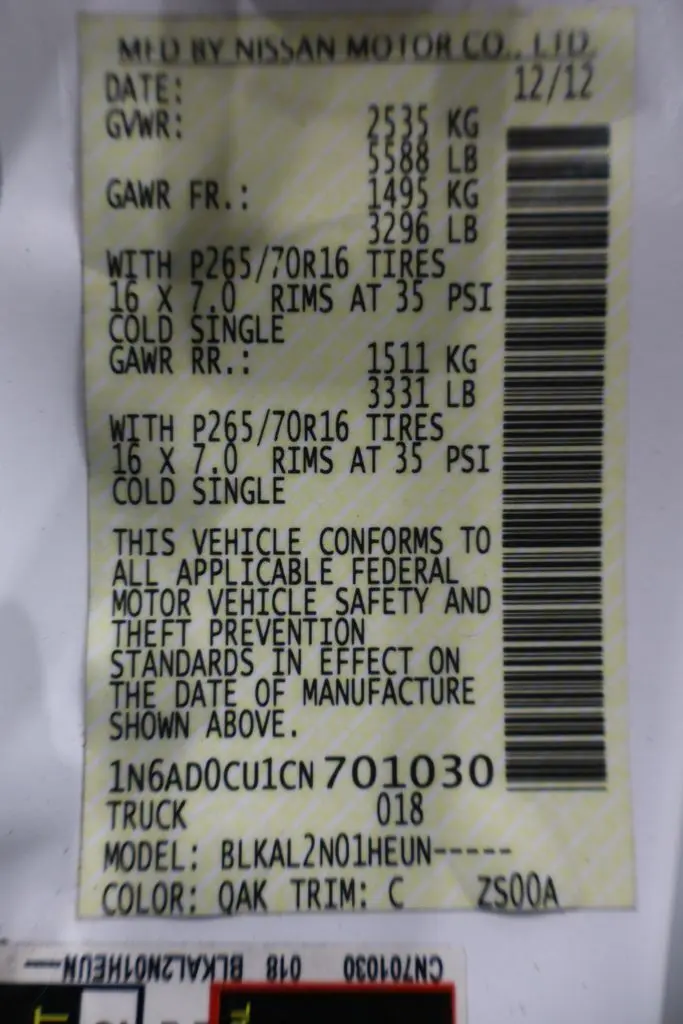 MFD BY NISSAN MOTOR CO., LTD.
DATE: 12/12
GVWR: 2535 KG
5588 LB
GAWR FR.: 1495 KG
3296 LB
WITH P265/70R16 TIRES
16 X 7.0 RIMS AT 35 PSI
COLD SINGLE
GAWR RR.: 1511 KG
3331 LB
WITH P265/70R16 TIRES
16 X 7.0 RIMS AT 35 PSI
COLD SINGLE
THIS VEHICLE CONFORMS TO
ALL APPLICABLE FEDERAL
MOTOR VEHICLE SAFETY AND
THEFT PREVENTION
STANDARDS IN EFFECT ON
THE DATE OF MANUFACTURE
SHOWN ABOVE.
1N6AD0CU1CN701030
TRUCK 018
MODEL: BLKAL2N01HEUN-----
COLOR: QAK TRIM: C ZS00A
CN701030 018 BLKAL2N01HEUN--